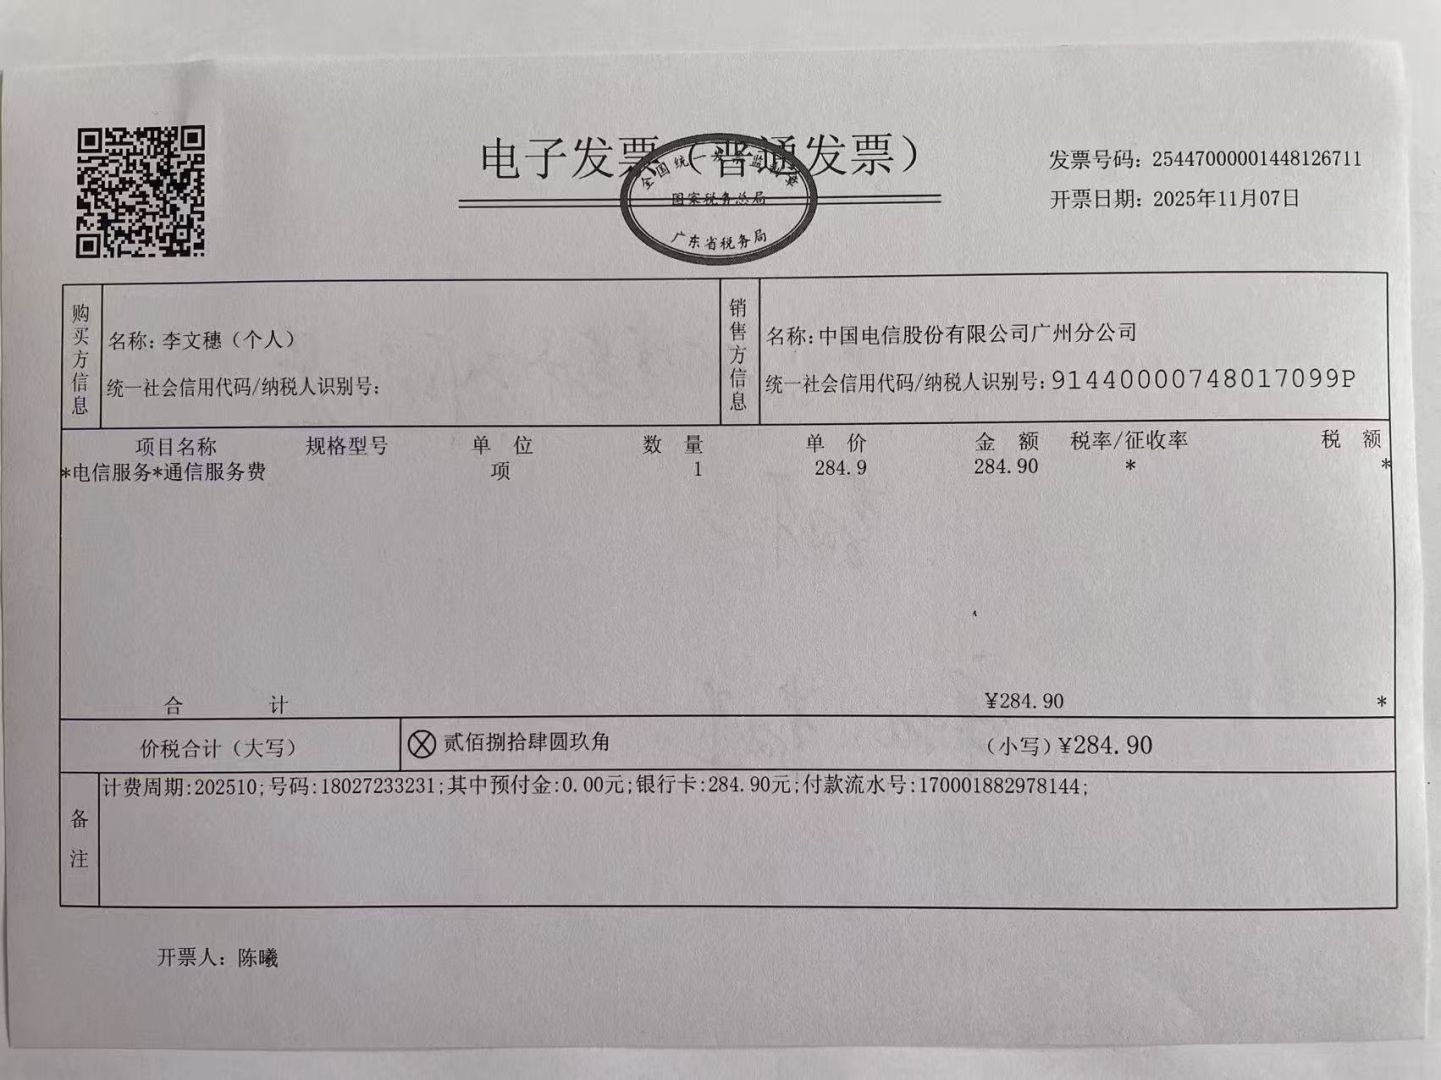 电子发票（普通发票）
全国统一发票监制章
国家税务总局
广东省税务局
发票号码：25447000001448126711
开票日期：2025年11月07日
购买方信息
名称：李文穗（个人）
统一社会信用代码/纳税人识别号：
销售方信息
名称：中国电信股份有限公司广州分公司
统一社会信用代码/纳税人识别号：91440000748017099P
项目名称 规格型号 单位 数量 单价 金额 税率/征收率 税额
*电信服务*通信服务费 项 1 284.9 284.90 * *
合计 ¥284.90 *
价税合计（大写） ⊗贰佰捌拾肆圆玖角 （小写）¥284.90
备注
计费周期:202510;号码:18027233231;其中预付金:0.00元;银行卡:284.90元;付款流水号:170001882978144;
开票人：陈曦